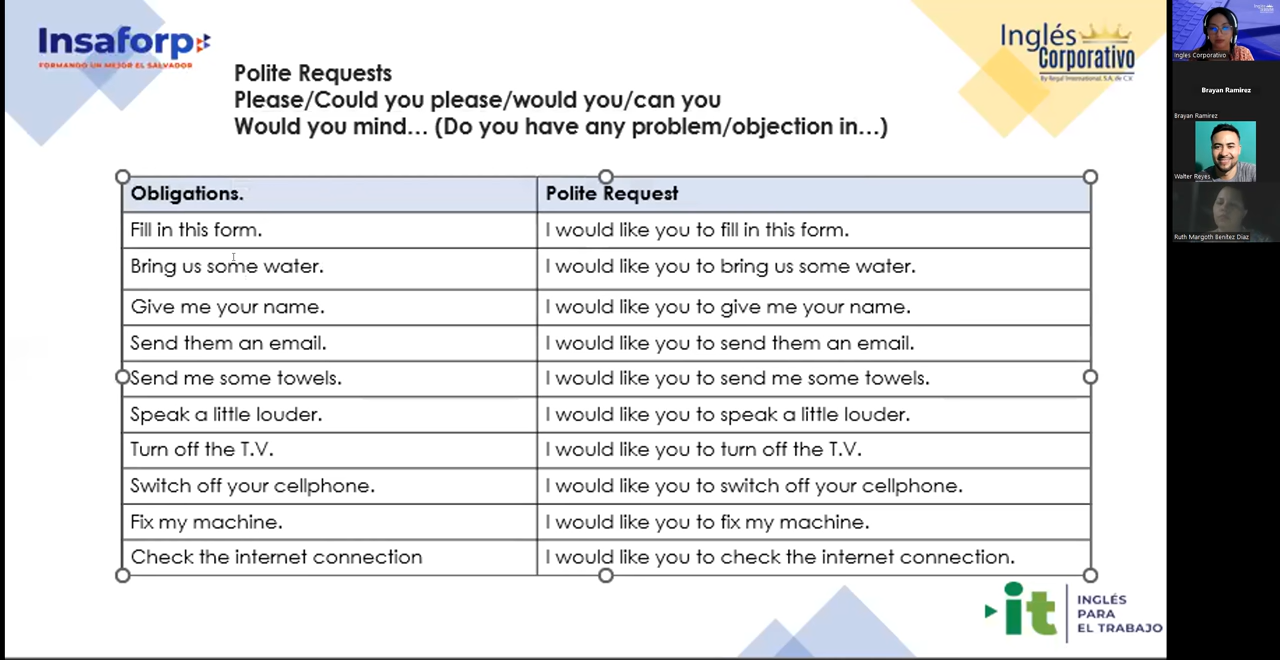 Insaforp
FORMANDO UN MEJOR EL SALVADOR
Inglés
Corporativo
By Regal International, S.A. de C.V.
Polite Requests
Please/Could you please/would you/can you
Would you mind... (Do you have any problem/objection in...)
Obligations. Polite Request
Fill in this form. I would like you to fill in this form.
Bring us some water. I would like you to bring us some water.
Give me your name. I would like you to give me your name.
Send them an email. I would like you to send them an email.
Send me some towels. I would like you to send me some towels.
Speak a little louder. I would like you to speak a little louder.
Turn off the T.V. I would like you to turn off the T.V.
Switch off your cellphone. I would like you to switch off your cellphone.
Fix my machine. I would like you to fix my machine.
Check the internet connection I would like you to check the internet connection.
it
INGLÉS
PARA
EL TRABAJO
Ingles Corporativo
Brayan Ramirez
Brayan Ramirez
Walter Reyes
Ruth Margoth Benitez Diaz